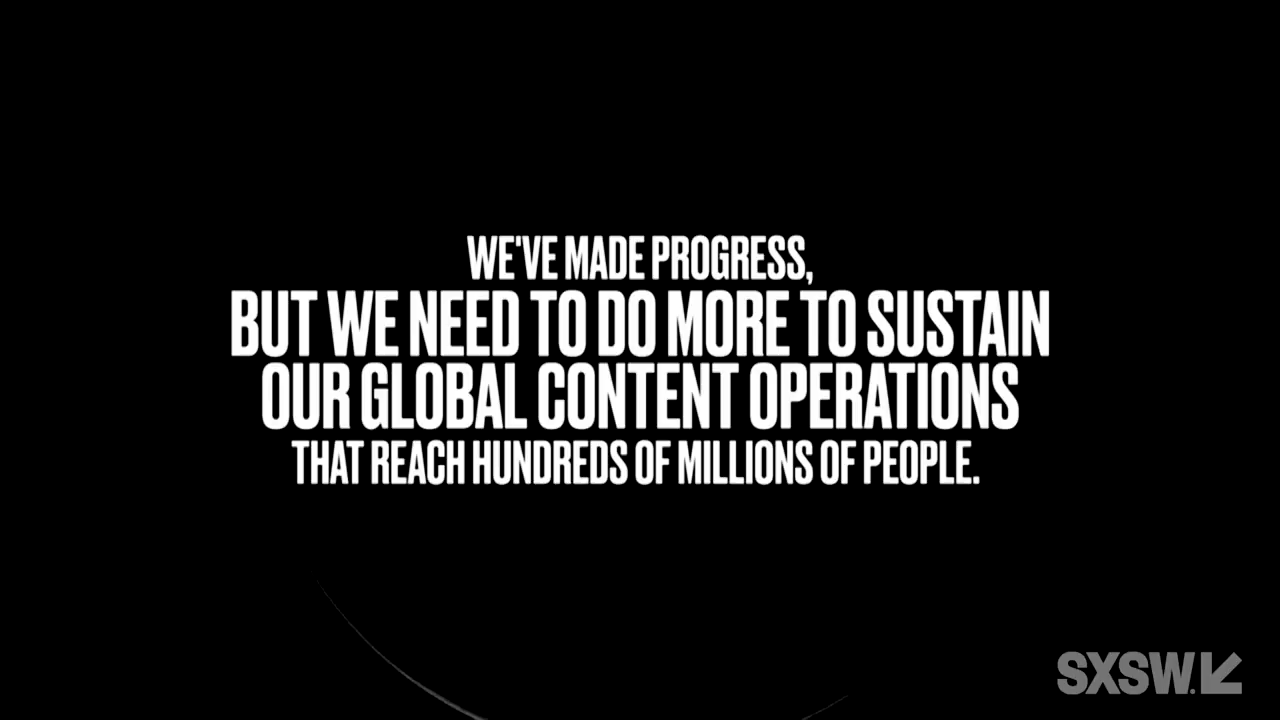 WE'VE MADE PROGRESS,
BUT WE NEED TO DO MORE TO SUSTAIN
OUR GLOBAL CONTENT OPERATIONS
THAT REACH HUNDREDS OF MILLIONS OF PEOPLE.
SXSW.